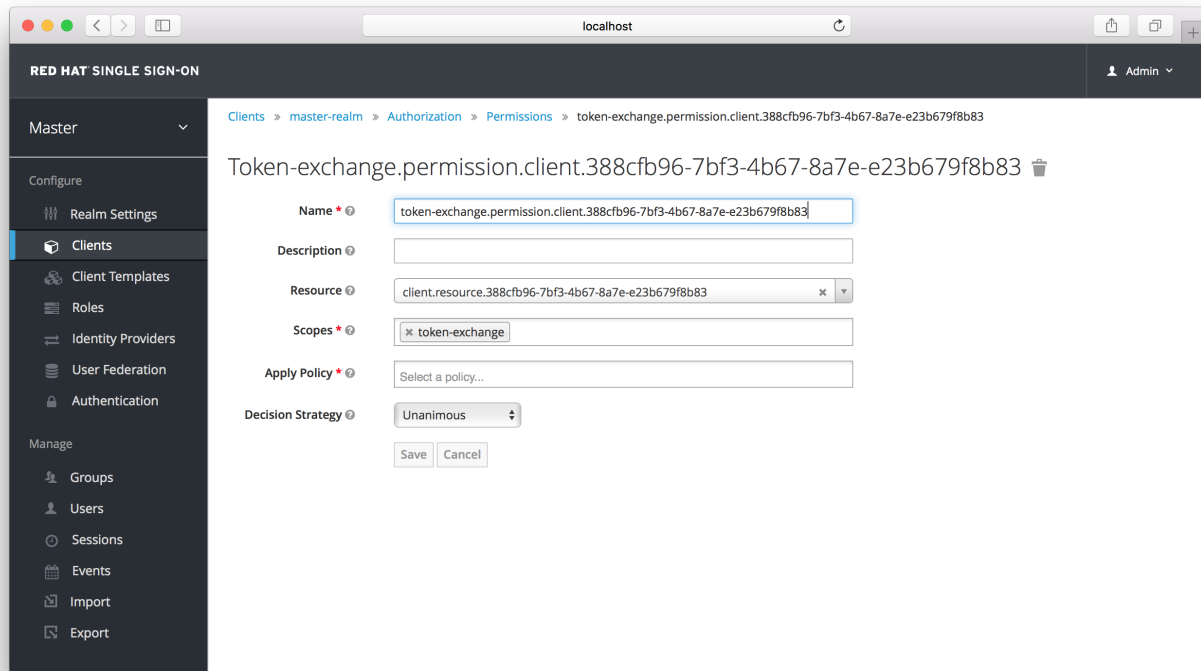 localhost
RED HAT SINGLE SIGN-ON
Admin
Master
Clients » master-realm » Authorization » Permissions » token-exchange.permission.client.388cfb96-7bf3-4b67-8a7e-e23b679f8b83
Token-exchange.permission.client.388cfb96-7bf3-4b67-8a7e-e23b679f8b83
Configure
Realm Settings
Clients
Client Templates
Roles
Identity Providers
User Federation
Authentication
Manage
Groups
Users
Sessions
Events
Import
Export
Name * token-exchange.permission.client.388cfb96-7bf3-4b67-8a7e-e23b679f8b83
Description
Resource client.resource.388cfb96-7bf3-4b67-8a7e-e23b679f8b83
Scopes * token-exchange
Apply Policy * Select a policy...
Decision Strategy Unanimous
Save Cancel